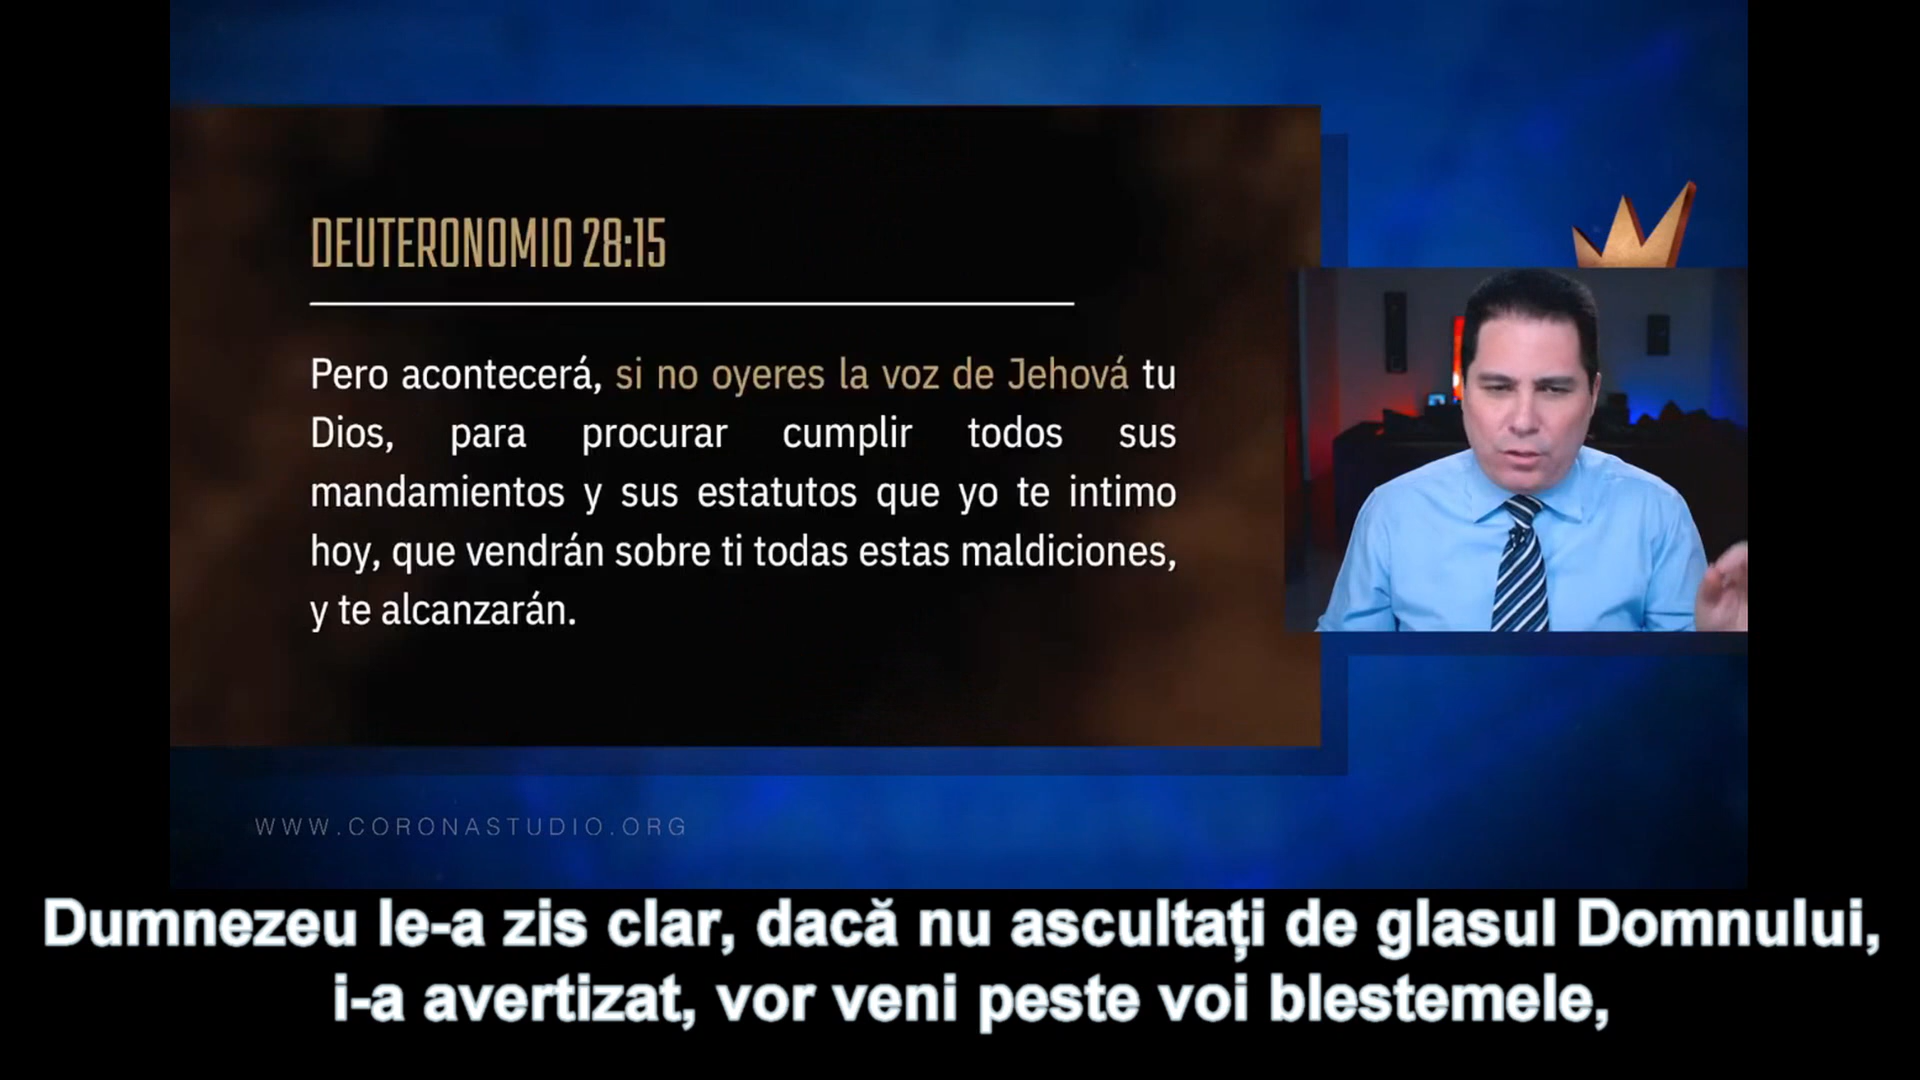 DEUTERONOMIO 28:15
Pero acontecerá, si no oyeres la voz de Jehová tu
Dios, para procurar cumplir todos sus
mandamientos y sus estatutos que yo te intimo
hoy, que vendrán sobre ti todas estas maldiciones,
y te alcanzarán.
WWW.CORONASTUDIO.ORG
Dumnezeu le-a zis clar, dacă nu ascultați de glasul Domnului,
i-a avertizat, vor veni peste voi blestemele,